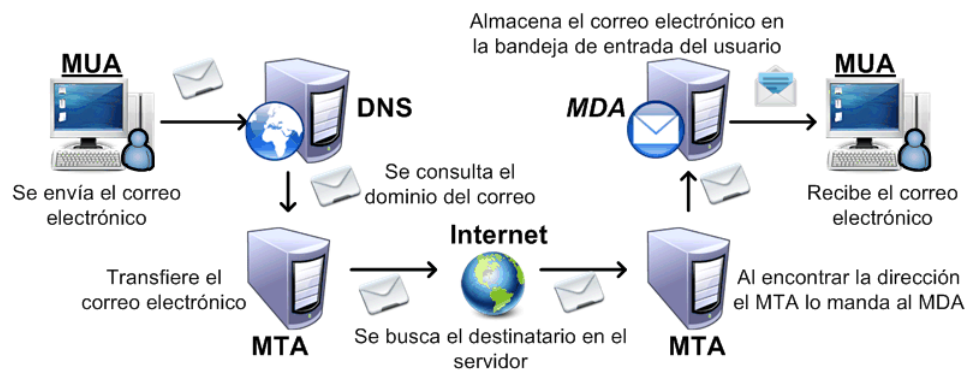 MUA
Se envía el correo
electrónico
DNS
Se consulta el
dominio del correo
Transfiere el
correo electrónico
MTA
Internet
Se busca el destinatario en el
servidor
MTA
Al encontrar la dirección
el MTA lo manda al MDA
Almacena el correo electrónico en
la bandeja de entrada del usuario
MDA
MUA
Recibe el correo
electrónico